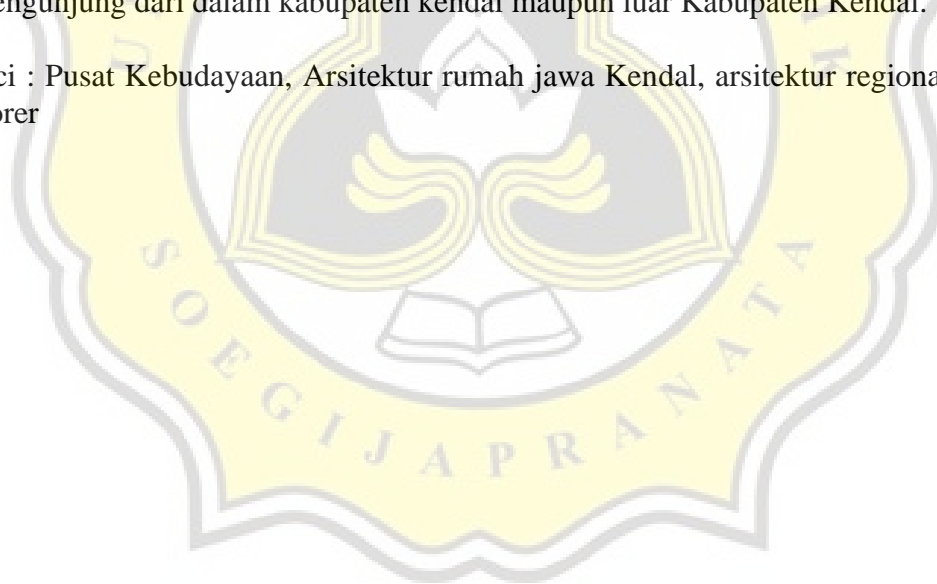 engunjung dari dalam kabupaten kendal maupun luar Kabupaten Kendal.
ci : Pusat Kebudayaan, Arsitektur rumah jawa Kendal, arsitektur regiona
orer
SOEGIJAPRANATA